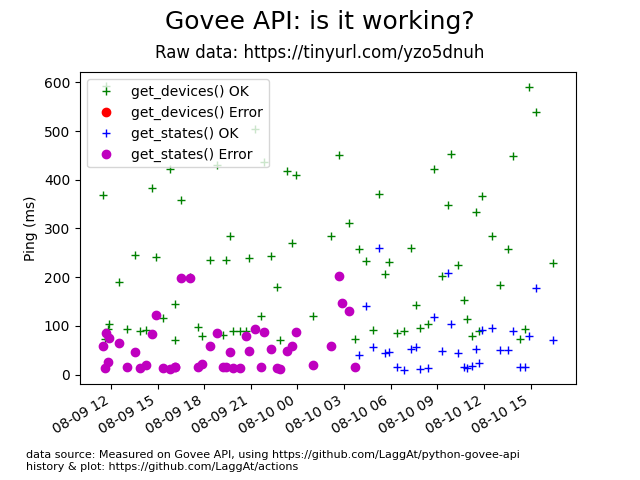 Govee API: is it working?
Raw data: https://tinyurl.com/yzo5dnuh
600
500
400
300
200
100
0
Ping (ms)
get_devices() OK
get_devices() Error
get_states() OK
get_states() Error
08-09 12
08-09 15
08-09 18
08-09 21
08-10 00
08-10 03
08-10 06
08-10 09
08-10 12
08-10 15
data source: Measured on Govee API, using https://github.com/LaggAt/python-govee-api
history & plot: https://github.com/LaggAt/actions